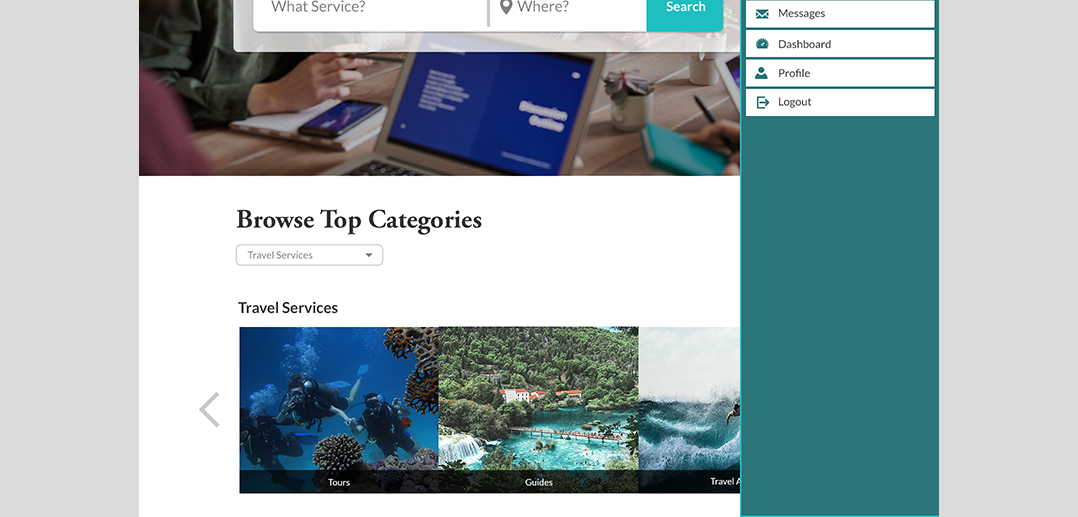 What Service?
Where?
Search
Messages
Dashboard
Profile
Logout
Discussion
Outline
Browse Top Categories
Travel Services
Travel Services
Tours
Guides
Travel A